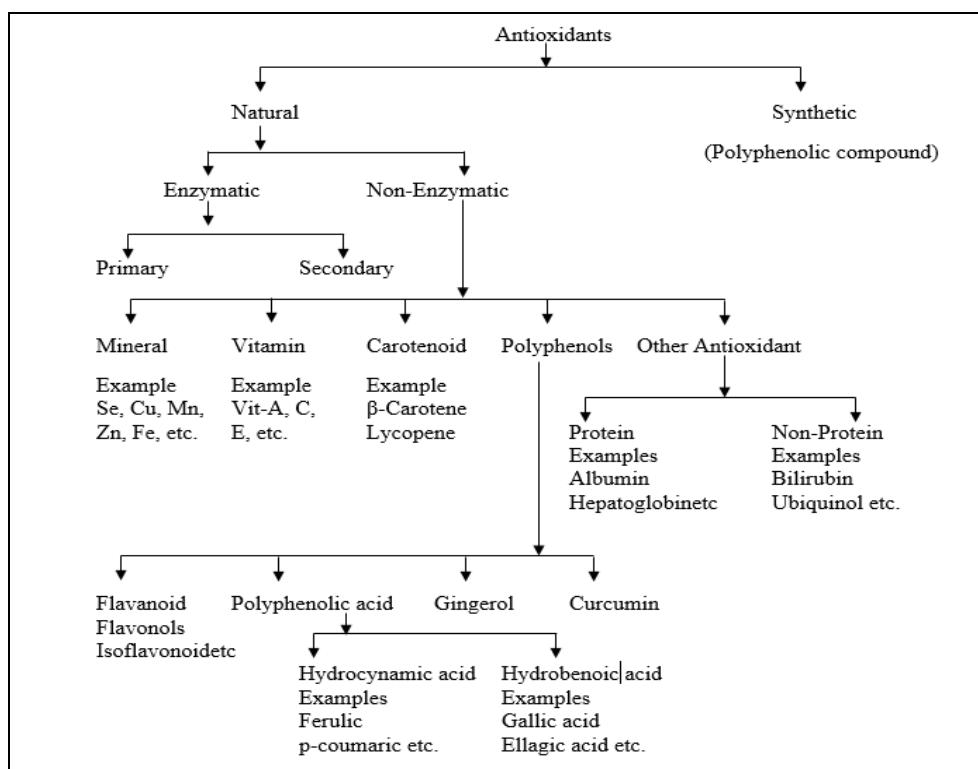 Antioxidants
Natural
Synthetic
(Polyphenolic compound)
Enzymatic
Non-Enzymatic
Primary
Secondary
Mineral
Example
Se, Cu, Mn,
Zn, Fe, etc.
Vitamin
Example
Vit-A, C,
E, etc.
Carotenoid
Example
β-Carotene
Lycopene
Polyphenols
Other Antioxidant
Protein
Examples
Albumin
Hepatoglobinetc
Non-Protein
Examples
Bilirubin
Ubiquinol etc.
Flavanoid
Flavonols
Isoflavonoidetc
Polyphenolic acid
Gingerol
Curcumin
Hydrocynamic acid
Examples
Ferulic
p-coumaric etc.
Hydrobenoic acid
Examples
Gallic acid
Ellagic acid etc.